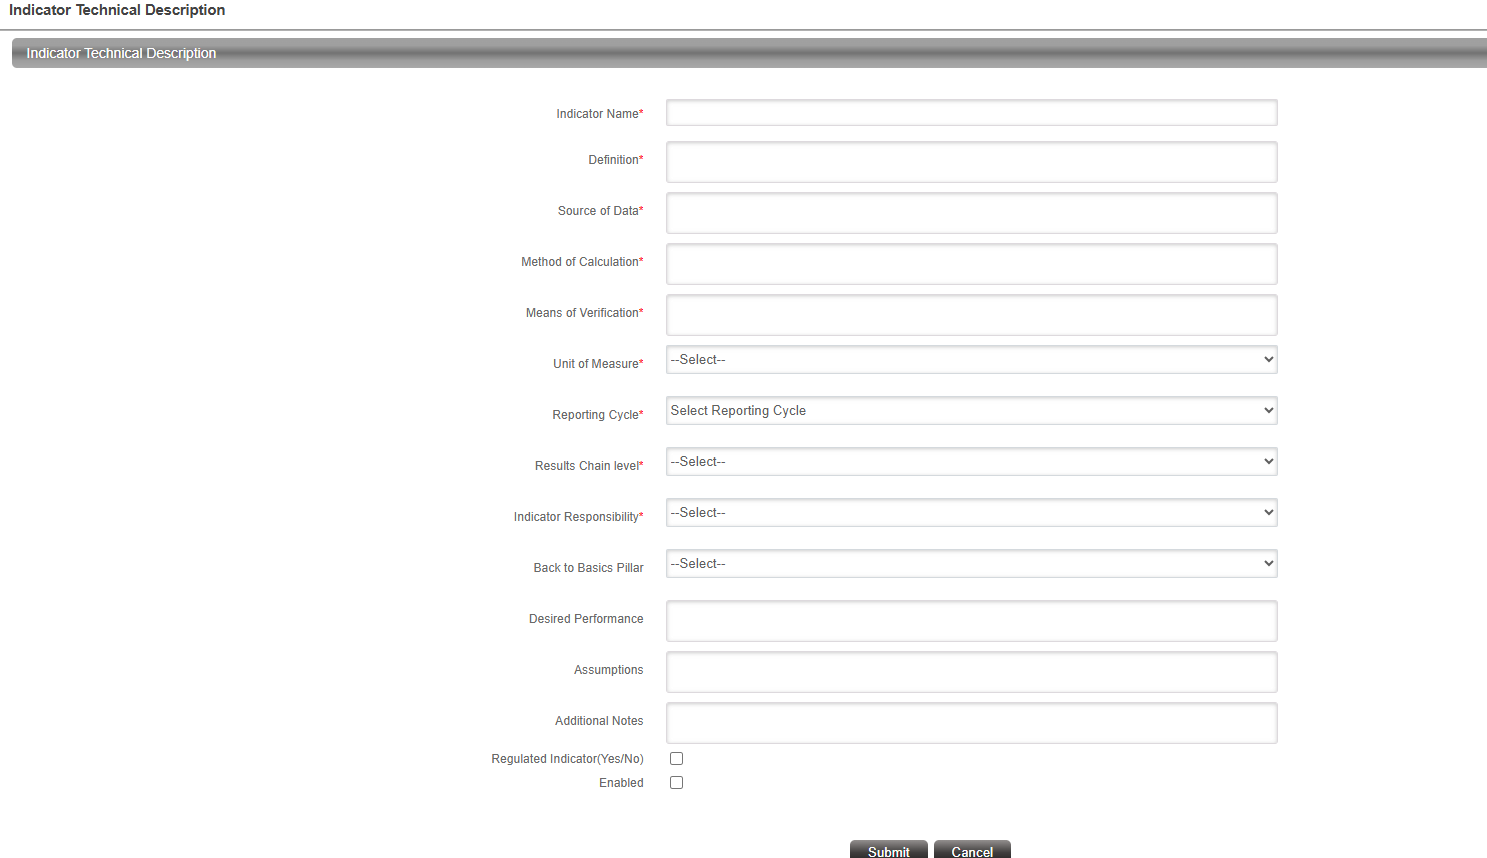 Indicator Technical Description
Indicator Technical Description
Indicator Name*
Definition*
Source of Data*
Method of Calculation*
Means of Verification*
Unit of Measure* --Select--
Reporting Cycle* Select Reporting Cycle
Results Chain level* --Select--
Indicator Responsibility* --Select--
Back to Basics Pillar --Select--
Desired Performance
Assumptions
Additional Notes
Regulated Indicator(Yes/No)
Enabled
Submit Cancel